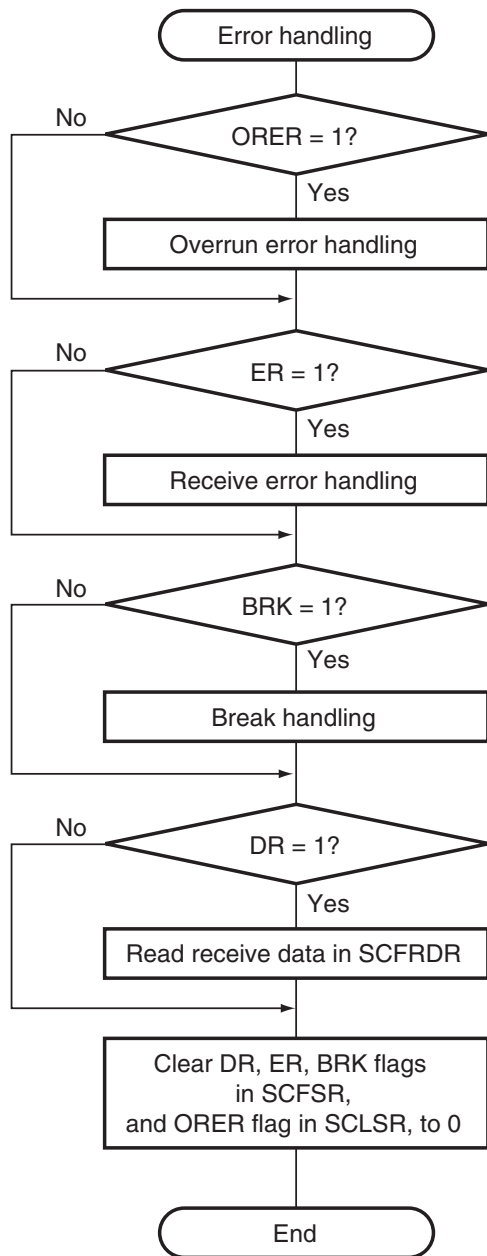 Error handling
No
ORER = 1?
Yes
Overrun error handling
No
ER = 1?
Yes
Receive error handling
No
BRK = 1?
Yes
Break handling
No
DR = 1?
Yes
Read receive data in SCFRDR
Clear DR, ER, BRK flags
in SCFSR,
and ORER flag in SCLSR, to 0
End